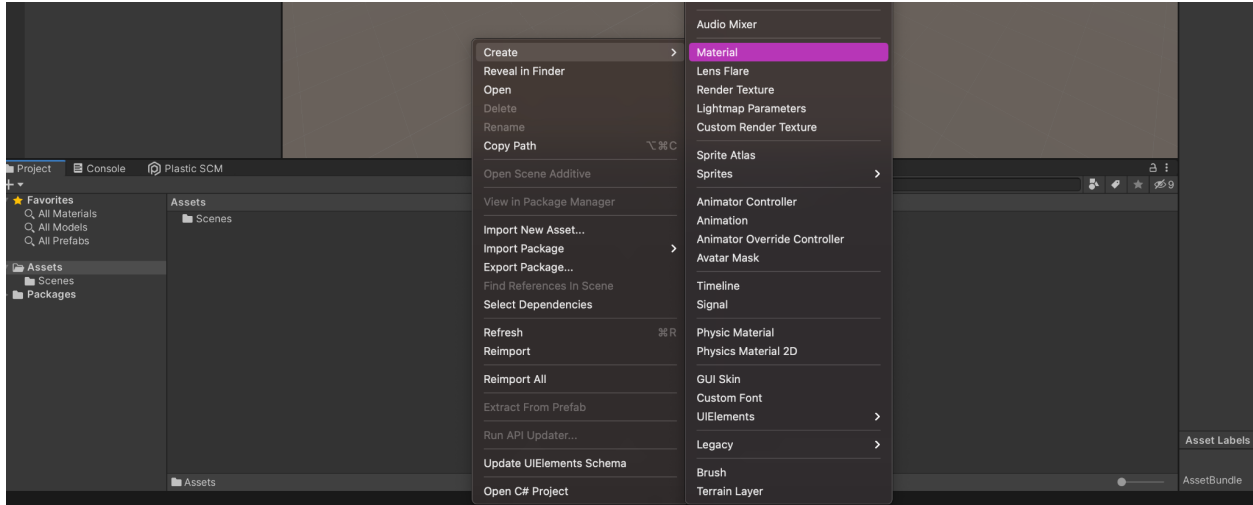 Audio Mixer
Create
Material
Reveal in Finder
Lens Flare
Open
Render Texture
Delete
Lightmap Parameters
Rename
Custom Render Texture
Copy Path ⌥⌘C
Sprite Atlas
Project Console Plastic SCM
Open Scene Additive
Sprites
9
Favorites
Assets
View in Package Manager
Animator Controller
All Materials
Scenes
Animation
All Models
Import New Asset...
All Prefabs
Import Package
Animator Override Controller
Avatar Mask
Assets
Export Package...
Scenes
Find References In Scene
Timeline
Packages
Select Dependencies
Signal
Refresh ⌘R
Physic Material
Reimport
Physics Material 2D
Reimport All
GUI Skin
Custom Font
Extract From Prefab
UIElements
Run API Updater...
Legacy
Asset Labels
Update UIElements Schema
Brush
Assets
AssetBundle
Open C# Project
Terrain Layer